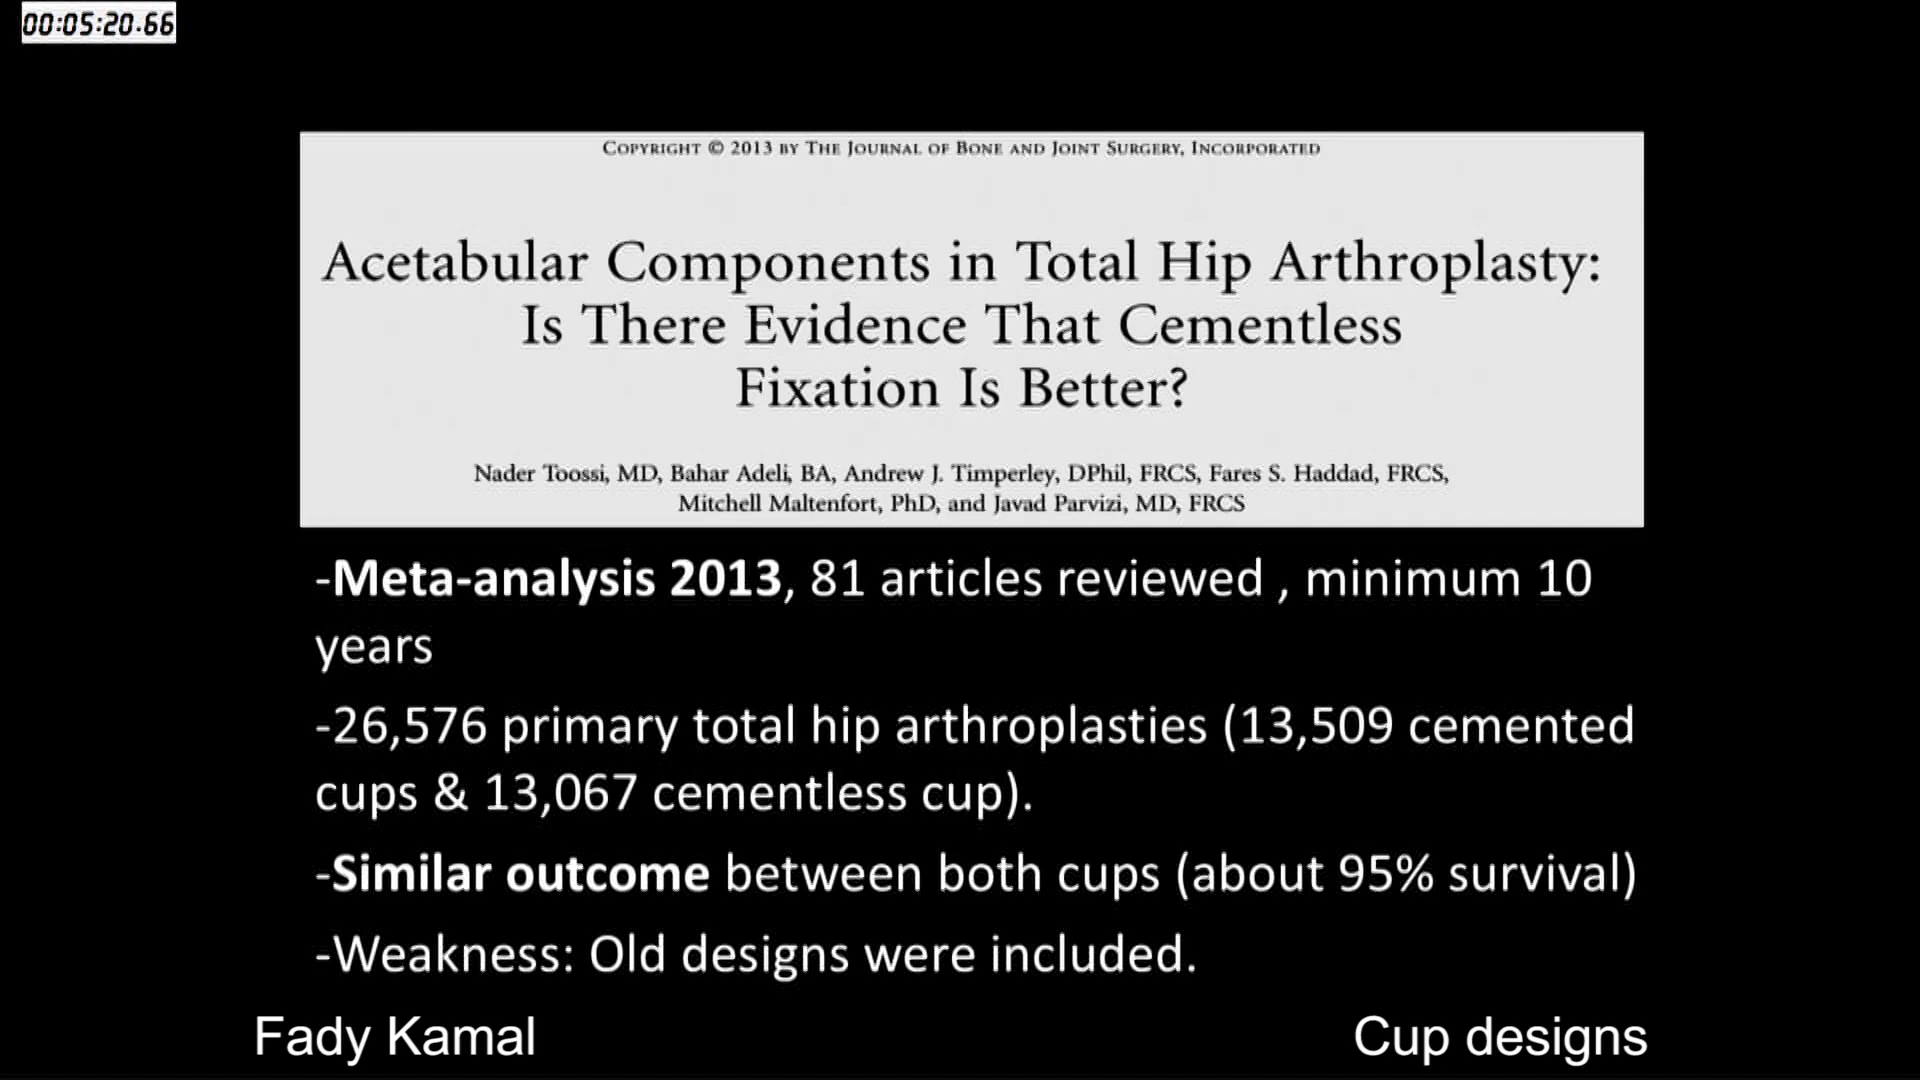 00:05:20.66
COPYRIGHT © 2013 BY THE JOURNAL OF BONE AND JOINT SURGERY, INCORPORATED
Acetabular Components in Total Hip Arthroplasty:
Is There Evidence That Cementless
Fixation Is Better?
Nader Toossi, MD, Bahar Adeli, BA, Andrew J. Timperley, DPhil, FRCS, Fares S. Haddad, FRCS,
Mitchell Maltenfort, PhD, and Javad Parvizi, MD, FRCS
-Meta-analysis 2013, 81 articles reviewed , minimum 10
years
-26,576 primary total hip arthroplasties (13,509 cemented
cups & 13,067 cementless cup).
-Similar outcome between both cups (about 95% survival)
-Weakness: Old designs were included.
Fady Kamal
Cup designs